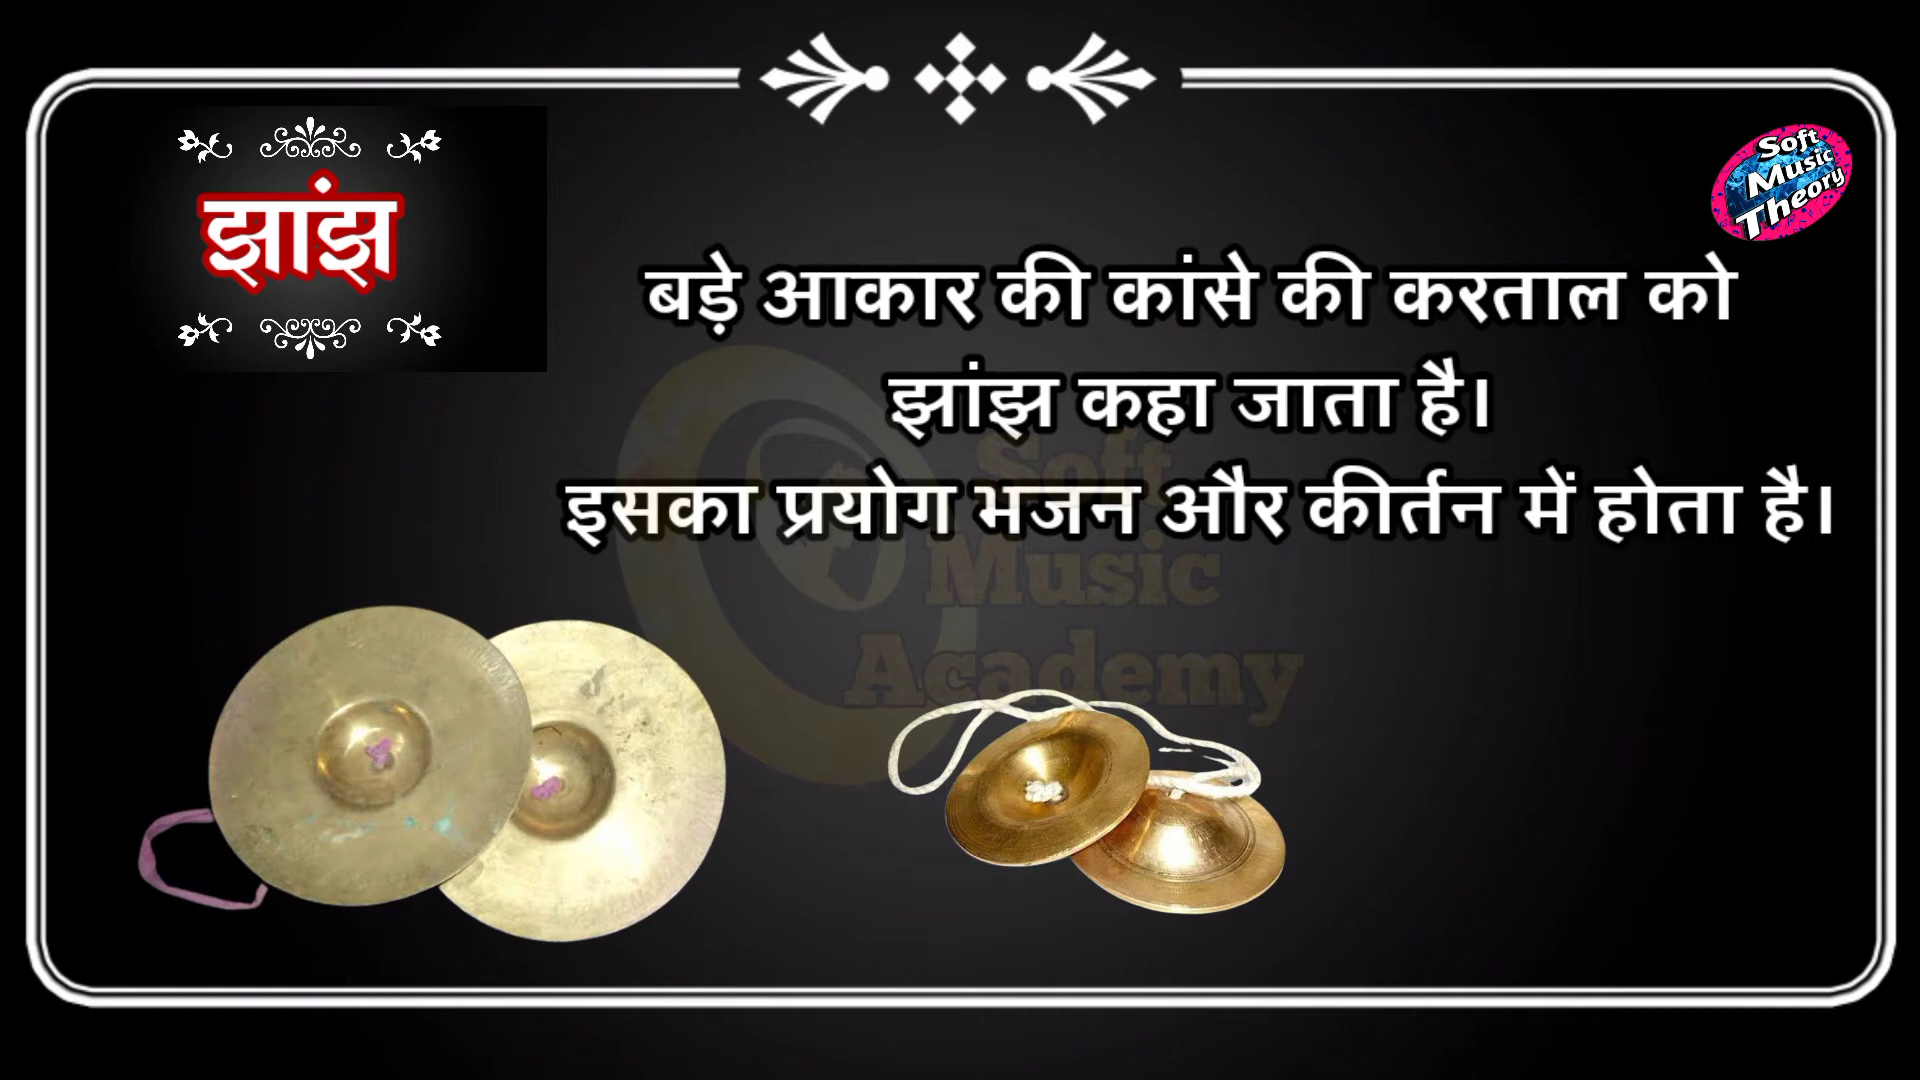 झांझ
Soft
Music
Theory
बड़े आकार की कांसे की करताल को
झांझ कहा जाता है।
इसका प्रयोग भजन और कीर्तन में होता है।
Soft
Music
Academy